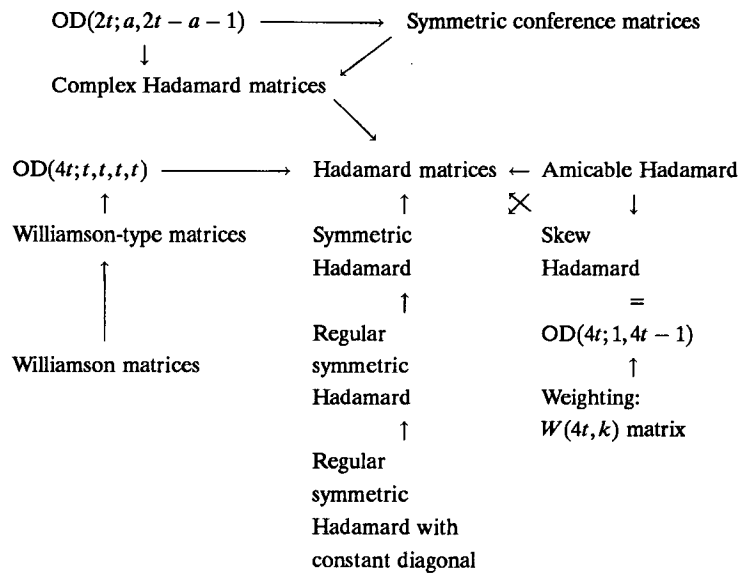 OD(2t; a, 2t − a − 1) → Symmetric conference matrices
↓ ↙
Complex Hadamard matrices
↘
OD(4t; t, t, t, t) → Hadamard matrices ← Amicable Hadamard
↑ ↑ ↓
Williamson-type matrices Symmetric Skew
Hadamard Hadamard
↑ ↑ =
Regular OD(4t; 1, 4t − 1)
Williamson matrices symmetric ↑
Hadamard Weighting:
↑ W(4t, k) matrix
Regular
symmetric
Hadamard with
constant diagonal